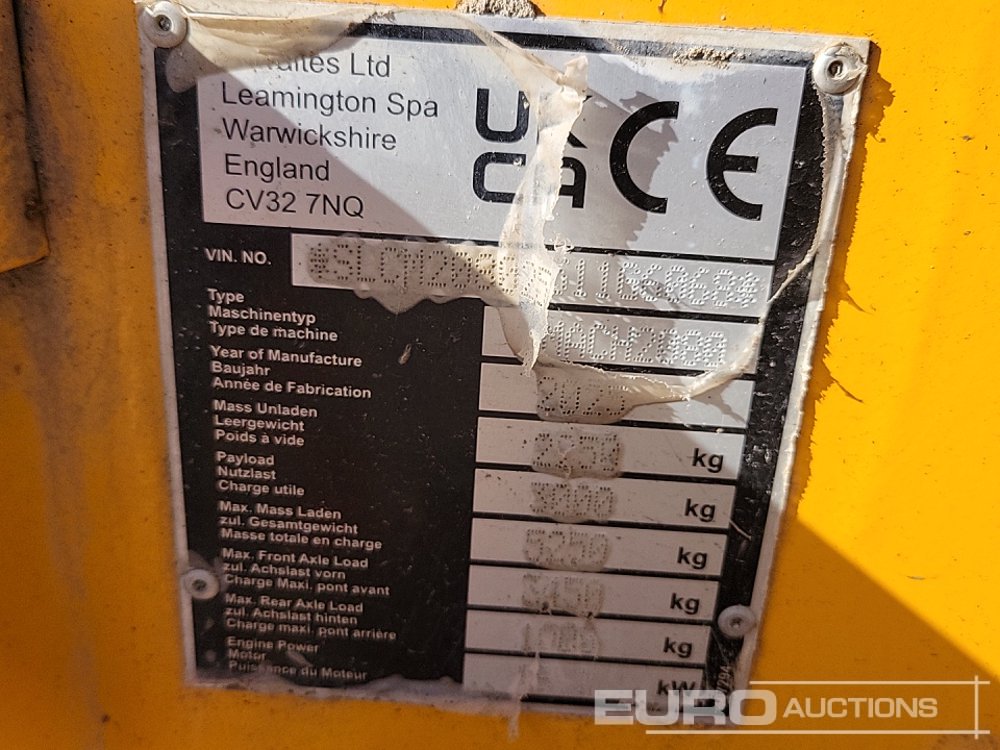 Ltd
Leamington Spa
Warwickshire
England
CV32 7NQ
UK
CA CE
VIN. NO.
Type
Maschinentyp
Type de machine
Year of Manufacture
Baujahr
Année de Fabrication
Mass Unladen
Leergewicht
Poids à vide
kg
Payload
Nutzlast
Charge utile
3000 kg
Max. Mass Laden
zul. Gesamtgewicht
Masse totale en charge
5250 kg
Max. Front Axle Load
zul. Achslast vorn
Charge Maxi. pont avant
kg
Max. Rear Axle Load
zul. Achslast hinten
Charge maxi. pont arrière
kg
Engine Power
Motor
Puissance du Moteur
kW
EURO AUCTIONS